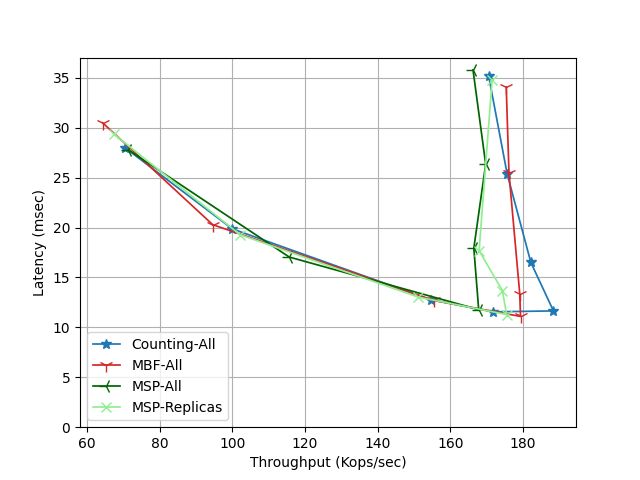 35
30
25
20
15
10
5
0
Latency (msec)
Counting-All
MBF-All
MSP-All
MSP-Replicas
60 80 100 120 140 160 180
Throughput (Kops/sec)